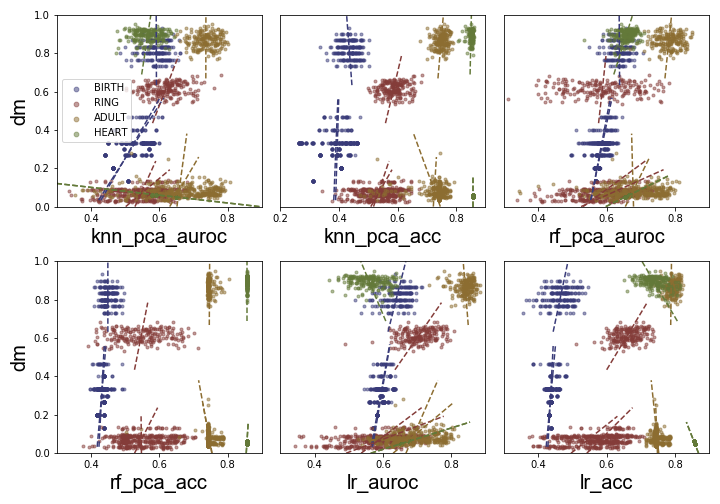 1.0
0.8
0.6
0.4
0.2
0.0
dm
BIRTH
RING
ADULT
HEART
0.4 0.6 0.8
knn_pca_auroc
0.2 0.4 0.6 0.8
knn_pca_acc
0.4 0.6 0.8
rf_pca_auroc
1.0
0.8
0.6
0.4
0.2
0.0
dm
0.4 0.6 0.8
rf_pca_acc
0.4 0.6 0.8
lr_auroc
0.4 0.6 0.8
lr_acc